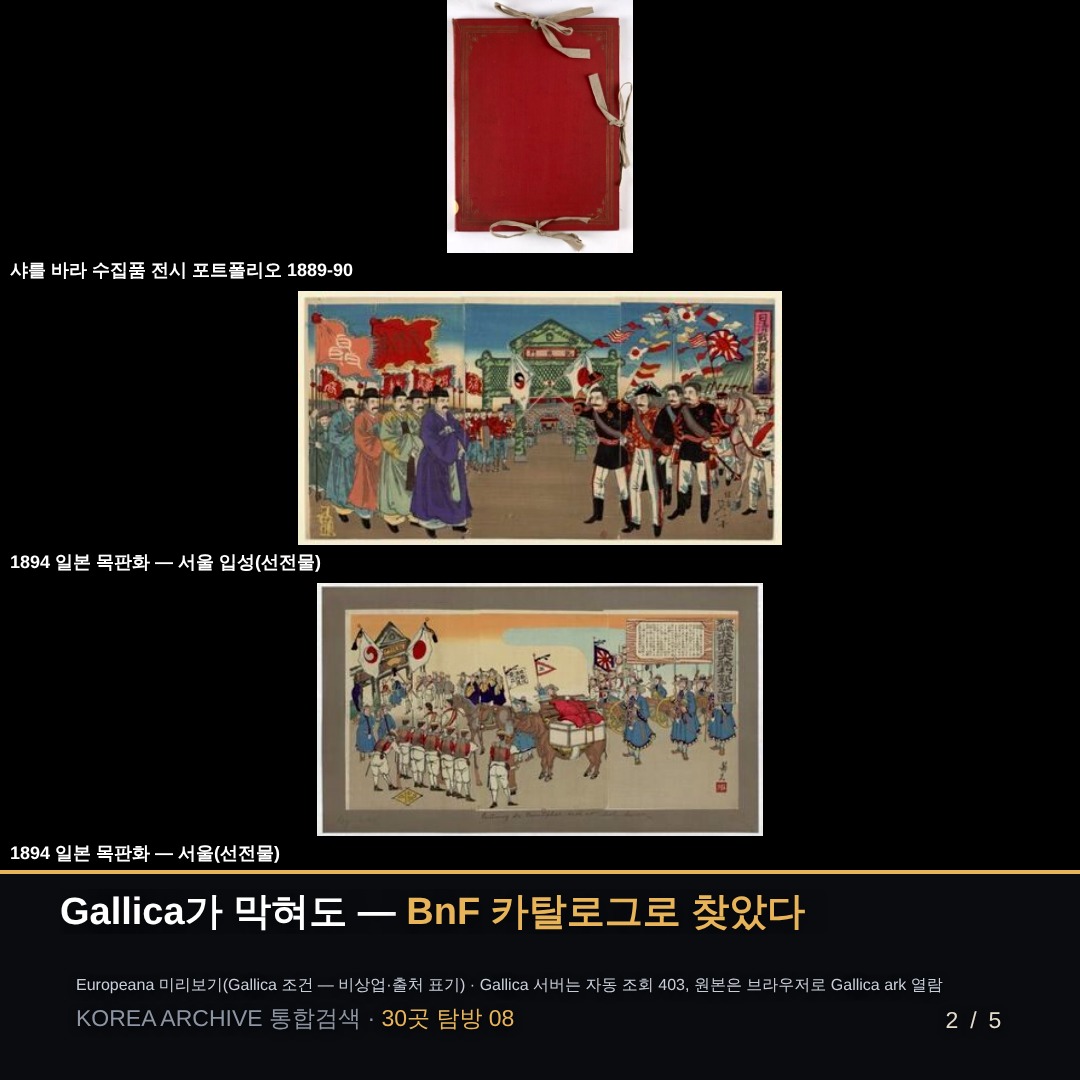 샤를 바라 수집품 전시 포트폴리오 1889-90
1894 일본 목판화 — 서울 입성(선전물)
1894 일본 목판화 — 서울(선전물)
Gallica가 막혀도 — BnF 카탈로그로 찾았다
Europeana 미리보기(Gallica 조건 — 비상업·출처 표기) · Gallica 서버는 자동 조회 403, 원본은 브라우저로 Gallica ark 열람
KOREA ARCHIVE 통합검색 · 30곳 탐방 08
2 / 5